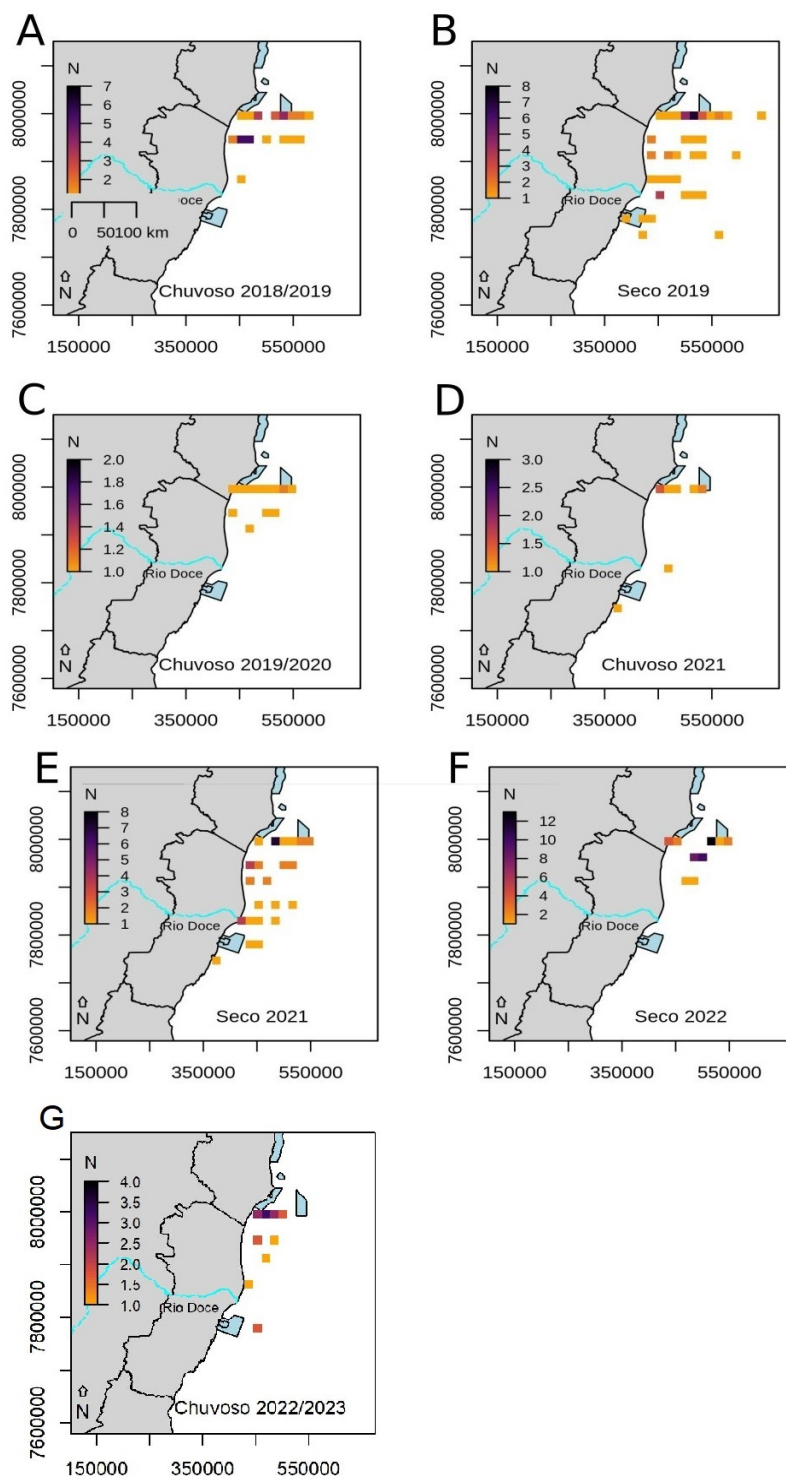 A
N
7
6
5
4
3
2
oce
0 50100 km
N
Chuvoso 2018/2019
7600000 7800000 8000000
150000 350000 550000
B
N
8
7
6
5
4
3
2
1
Rio Doce
N
Seco 2019
7600000 7800000 8000000
150000 350000 550000
C
N
2.0
1.8
1.6
1.4
1.2
1.0
Rio Doce
N
Chuvoso 2019/2020
7600000 7800000 8000000
150000 350000 550000
D
N
3.0
2.5
2.0
1.5
1.0
Rio Doce
N
Chuvoso 2021
7600000 7800000 8000000
150000 350000 550000
E
N
8
7
6
5
4
3
2
1
Rio Doce
N
Seco 2021
7600000 7800000 8000000
150000 350000 550000
F
N
12
10
8
6
4
2
Rio Doce
N
Seco 2022
7600000 7800000 8000000
150000 350000 550000
G
N
4.0
3.5
3.0
2.5
2.0
1.5
1.0
Rio Doce
N
Chuvoso 2022/2023
7600000 7800000 8000000
150000 350000 550000